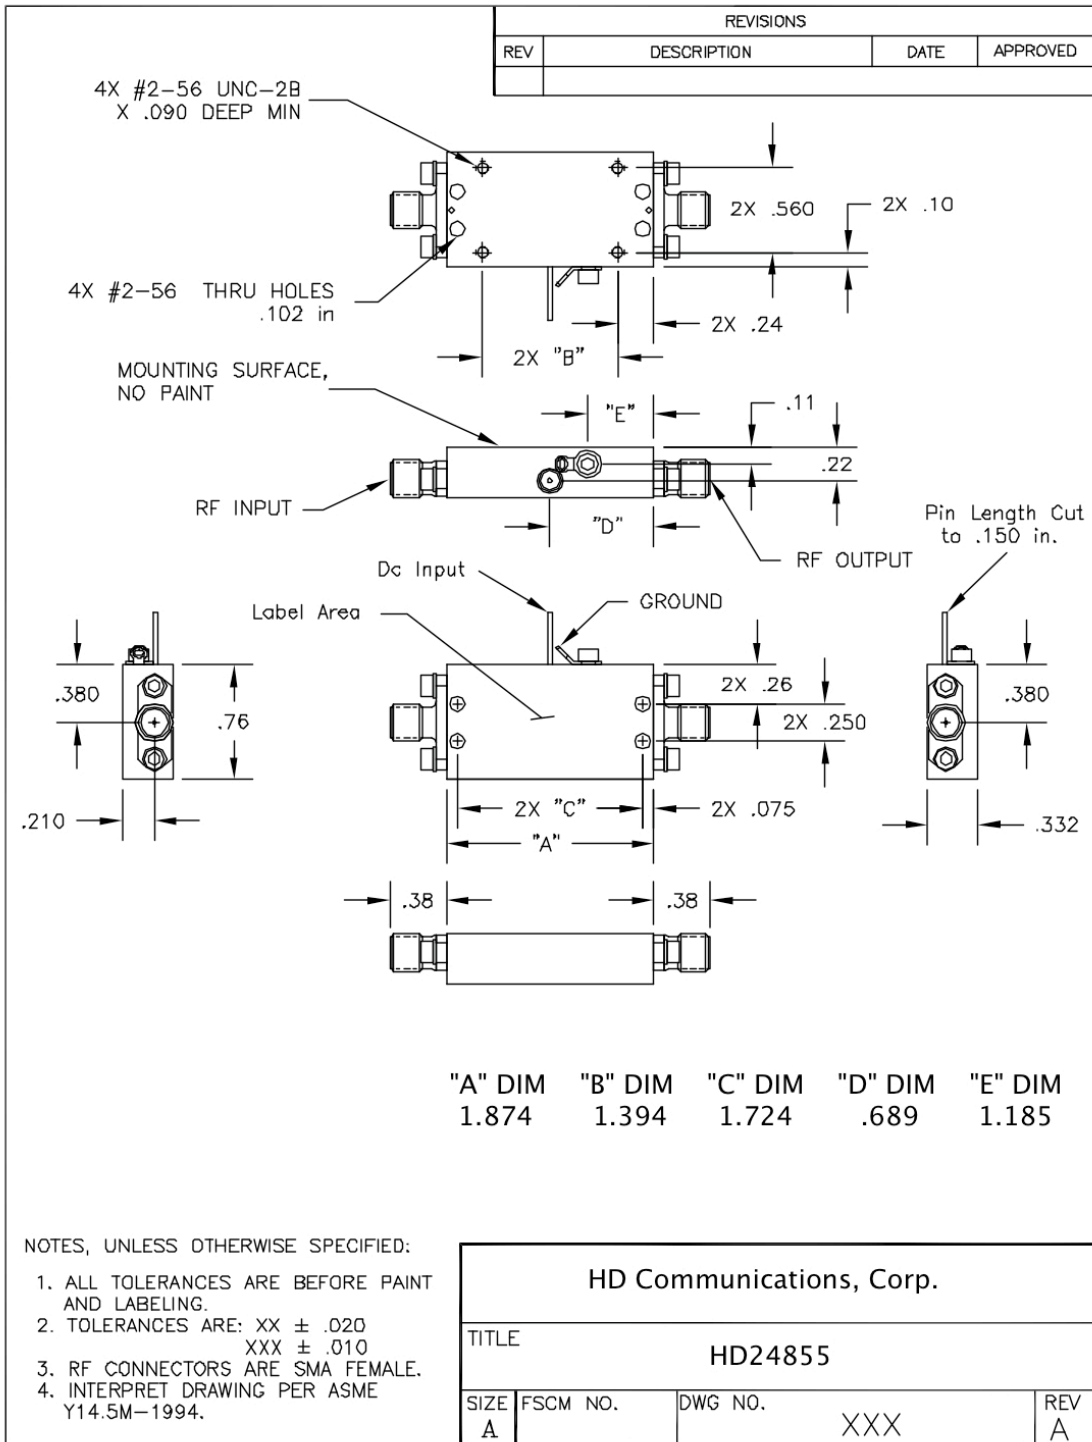 REVISIONS
REV DESCRIPTION DATE APPROVED
4X #2-56 UNC-2B
X .090 DEEP MIN
2X .560
2X .10
4X #2-56 THRU HOLES
.102 in
2X .24
2X "B"
MOUNTING SURFACE,
NO PAINT
"E"
.11
.22
RF INPUT
"D"
RF OUTPUT
Pin Length Cut
to .150 in.
Dc Input
GROUND
Label Area
.380
.76
2X .26
2X .250
.380
.210
2X "C"
2X .075
"A"
.332
.38
.38
"A" DIM "B" DIM "C" DIM "D" DIM "E" DIM
1.874 1.394 1.724 .689 1.185
NOTES, UNLESS OTHERWISE SPECIFIED:
1. ALL TOLERANCES ARE BEFORE PAINT
AND LABELING.
2. TOLERANCES ARE: XX ± .020
XXX ± .010
3. RF CONNECTORS ARE SMA FEMALE.
4. INTERPRET DRAWING PER ASME
Y14.5M-1994.
HD Communications, Corp.
TITLE
HD24855
SIZE FSCM NO. DWG NO. REV
A XXX A